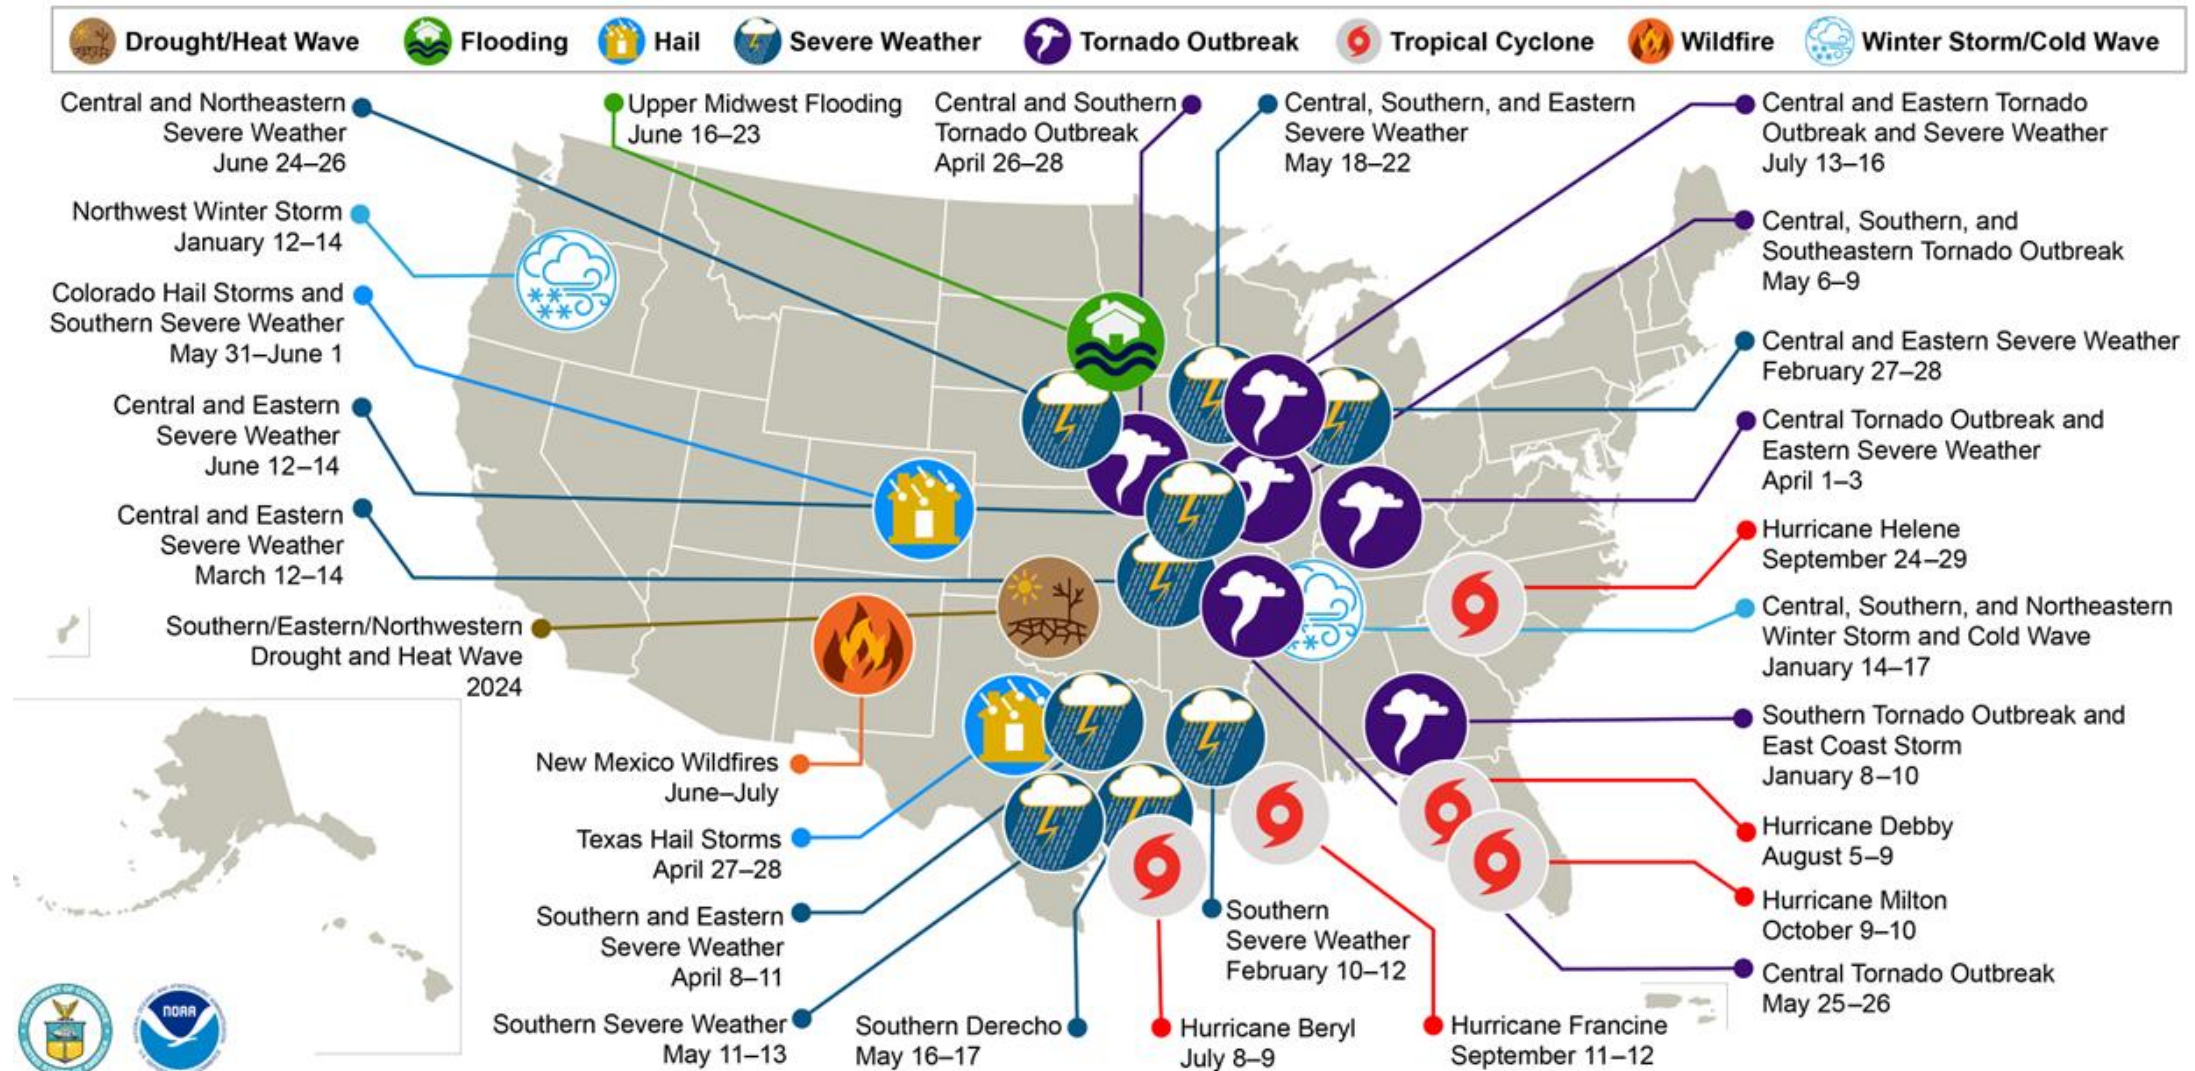 Drought/Heat Wave
Flooding
Hail
Severe Weather
Tornado Outbreak
Tropical Cyclone
Wildfire
Winter Storm/Cold Wave
Central and Northeastern
Severe Weather
June 24–26
Northwest Winter Storm
January 12–14
Colorado Hail Storms and
Southern Severe Weather
May 31–June 1
Central and Eastern
Severe Weather
June 12–14
Central and Eastern
Severe Weather
March 12–14
Southern/Eastern/Northwestern
Drought and Heat Wave
2024
New Mexico Wildfires
June–July
Texas Hail Storms
April 27–28
Southern and Eastern
Severe Weather
April 8–11
Southern Severe Weather
May 11–13
Southern Derecho
May 16–17
Hurricane Beryl
July 8–9
Southern
Severe Weather
February 10–12
Hurricane Francine
September 11–12
Upper Midwest Flooding
June 16–23
Central and Southern
Tornado Outbreak
April 26–28
Central, Southern, and Eastern
Severe Weather
May 18–22
Central and Eastern Tornado
Outbreak and Severe Weather
July 13–16
Central, Southern, and
Southeastern Tornado Outbreak
May 6–9
Central and Eastern Severe Weather
February 27–28
Central Tornado Outbreak and
Eastern Severe Weather
April 1–3
Hurricane Helene
September 24–29
Central, Southern, and Northeastern
Winter Storm and Cold Wave
January 14–17
Southern Tornado Outbreak and
East Coast Storm
January 8–10
Hurricane Debby
August 5–9
Hurricane Milton
October 9–10
Central Tornado Outbreak
May 25–26
DEPARTMENT OF COMMERCE
NOAA